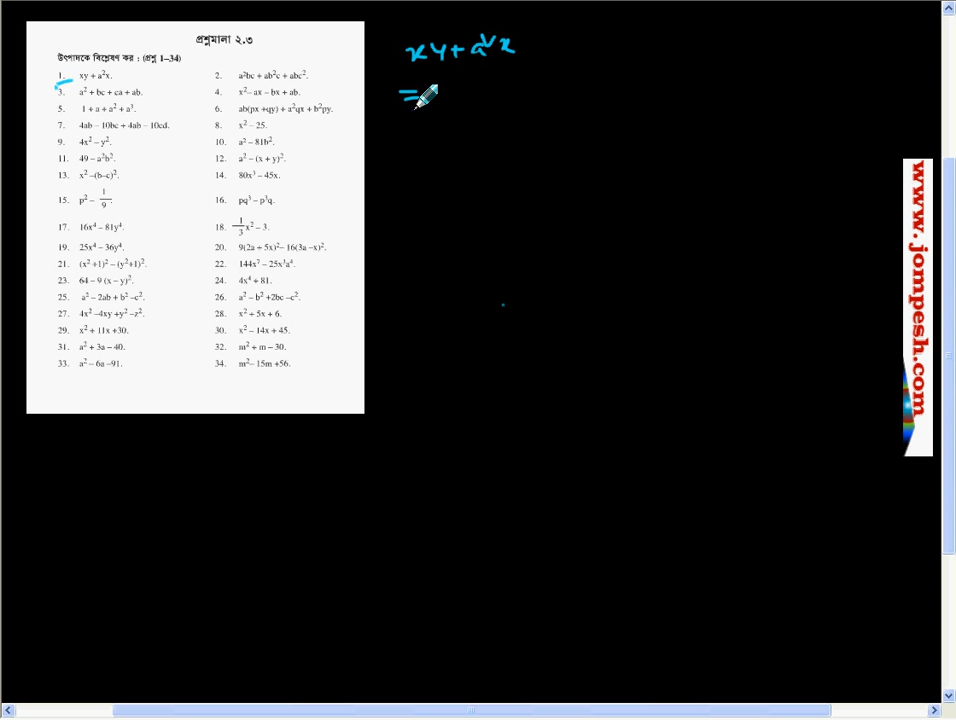 প্রশ্নমালা ২.৩
উৎপাদকে বিশ্লেষণ কর : (প্রশ্ন 1–34)
1. xy + a²x. 2. a²bc + ab²c + abc².
3. a² + bc + ca + ab. 4. x² – ax – bx + ab.
5. 1 + a + a² + a³. 6. ab(px +qy) + a²qx + b²py.
7. 4ab – 10bc + 4ab – 10cd. 8. x² – 25.
9. 4x² – y². 10. a² – 81b².
11. 49 – a²b². 12. a² – (x + y)².
13. x² –(b–c)². 14. 80x³ – 45x.
15. p² – 1/9. 16. pq³ – p³q.
17. 16x⁴ – 81y⁴. 18. 1/3 x² – 3.
19. 25x⁴ – 36y⁴. 20. 9(2a + 5x)² – 16(3a –x)².
21. (x² +1)² – (y²+1)². 22. 144x⁷ – 25x³a⁴.
23. 64 – 9 (x – y)². 24. 4x⁴ + 81.
25. a² – 2ab + b² –c². 26. a² – b² +2bc –c².
27. 4x² –4xy +y² –z². 28. x² + 5x + 6.
29. x² + 11x +30. 30. x² – 14x + 45.
31. a² + 3a – 40. 32. m² + m – 30.
33. a² – 6a –91. 34. m² – 15m +56.
xy + a²x
=
www.jompesh.com